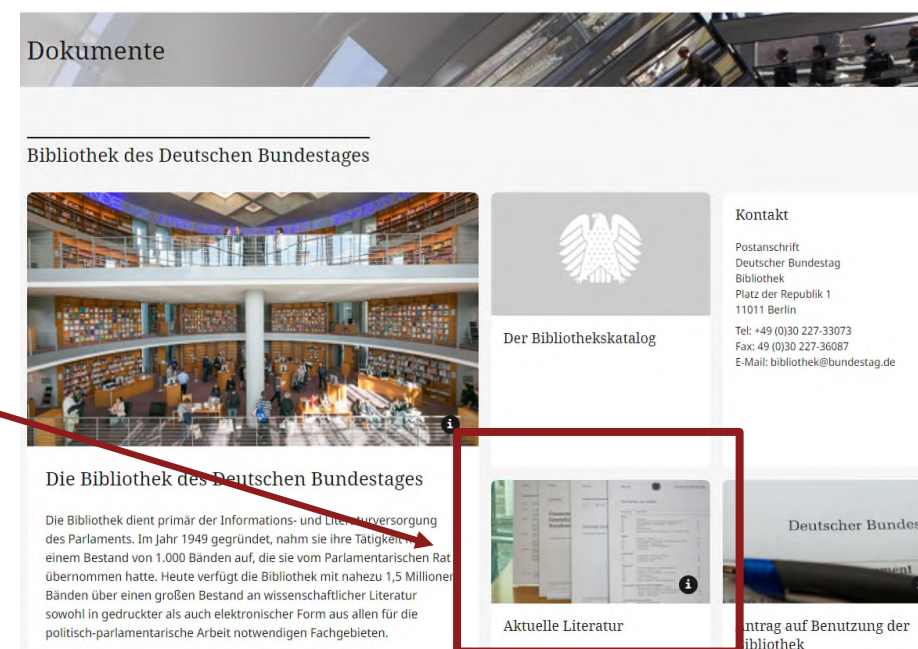 Dokumente
Bibliothek des Deutschen Bundestages
Der Bibliothekskatalog
Kontakt
Postanschrift
Deutscher Bundestag
Bibliothek
Platz der Republik 1
11011 Berlin
Tel: +49 (0)30 227-33073
Fax: 49 (0)30 227-36087
E-Mail: bibliothek@bundestag.de
Die Bibliothek des Deutschen Bundestages
Die Bibliothek dient primär der Informations- und Literaturversorgung
des Parlaments. Im Jahr 1949 gegründet, nahm sie ihre Tätigkeit
einem Bestand von 1.000 Bänden auf, die sie vom Parlamentarischen Rat
übernommen hatte. Heute verfügt die Bibliothek mit nahezu 1,5 Millionen
Bänden über einen großen Bestand an wissenschaftlicher Literatur
sowohl in gedruckter als auch elektronischer Form aus allen für die
politisch-parlamentarische Arbeit notwendigen Fachgebieten.
Aktuelle Literatur
Deutscher Bundes
Antrag auf Benutzung der
Bibliothek